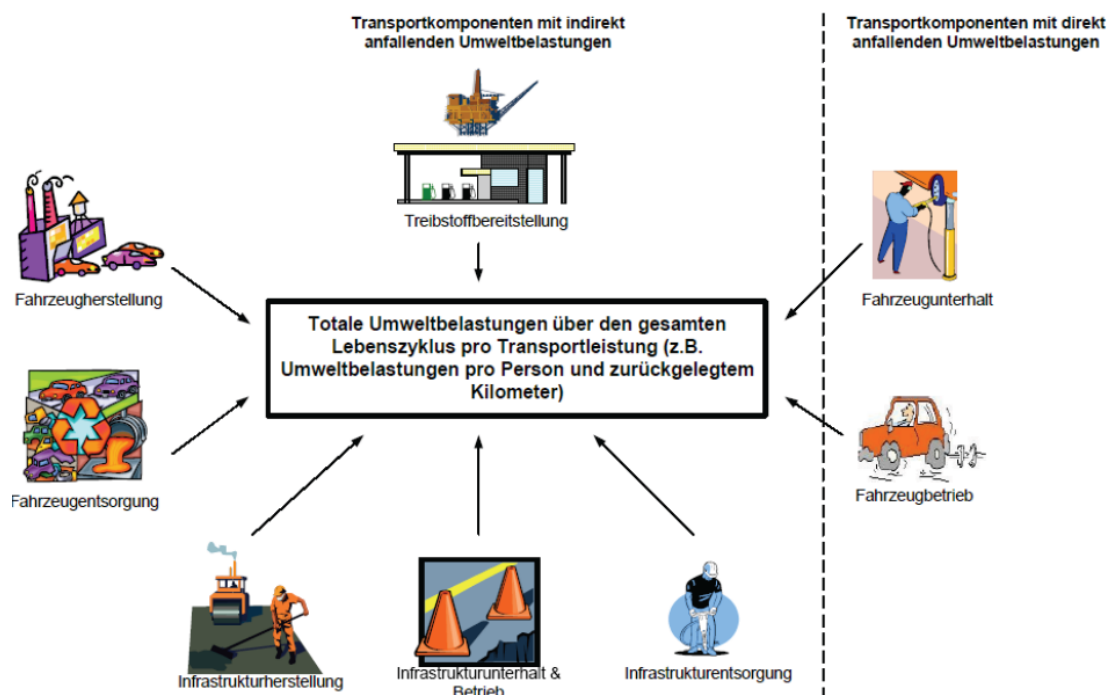 Transportkomponenten mit indirekt
anfallenden Umweltbelastungen
Transportkomponenten mit direkt
anfallenden Umweltbelastungen
Treibstoffbereitstellung
Fahrzeugherstellung
Fahrzeugunterhalt
Totale Umweltbelastungen über den gesamten
Lebenszyklus pro Transportleistung (z.B.
Umweltbelastungen pro Person und zurückgelegtem
Kilometer)
Fahrzeugentsorgung
Fahrzeugbetrieb
Infrastrukturherstellung
Infrastrukturunterhalt &
Betrieb
Infrastrukturentsorgung